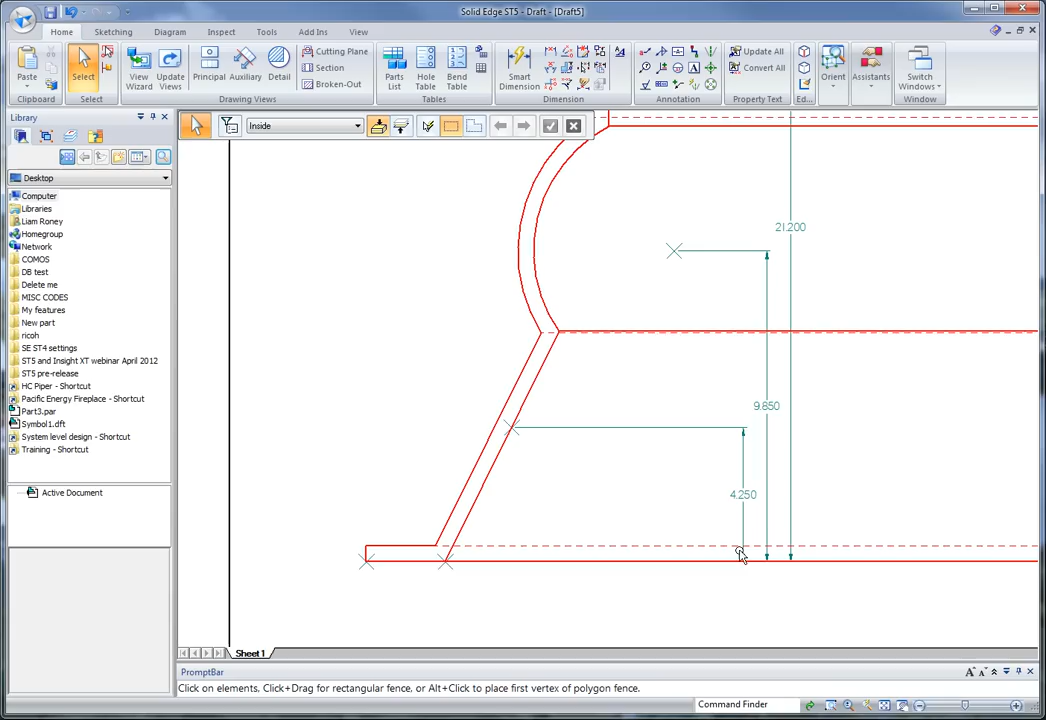 Solid Edge ST5 - Draft - [Draft5]
Home Sketching Diagram Inspect Tools Add Ins View
Paste
Clipboard
Select
Select
View Wizard
Update Views
Principal
Auxiliary
Detail
Cutting Plane
Section
Broken-Out
Drawing Views
Parts List
Hole Table
Bend Table
Tables
Smart Dimension
Dimension
Annotation
Update All
Convert All
Property Text
Ed...
Orient
Assistants
Switch Windows
Window
Library
Inside
Desktop
Computer
Libraries
Liam Roney
Homegroup
Network
COMOS
DB test
Delete me
MISC CODES
My features
New part
ricoh
SE ST4 settings
ST5 and Insight XT webinar April 2012
ST5 pre-release
HC Piper - Shortcut
Pacific Energy Fireplace - Shortcut
Part3.par
Symbol1.dft
System level design - Shortcut
Training - Shortcut
Active Document
21.200
9.850
4.250
Sheet1
PromptBar
Click on elements. Click+Drag for rectangular fence, or Alt+Click to place first vertex of polygon fence.
Command Finder